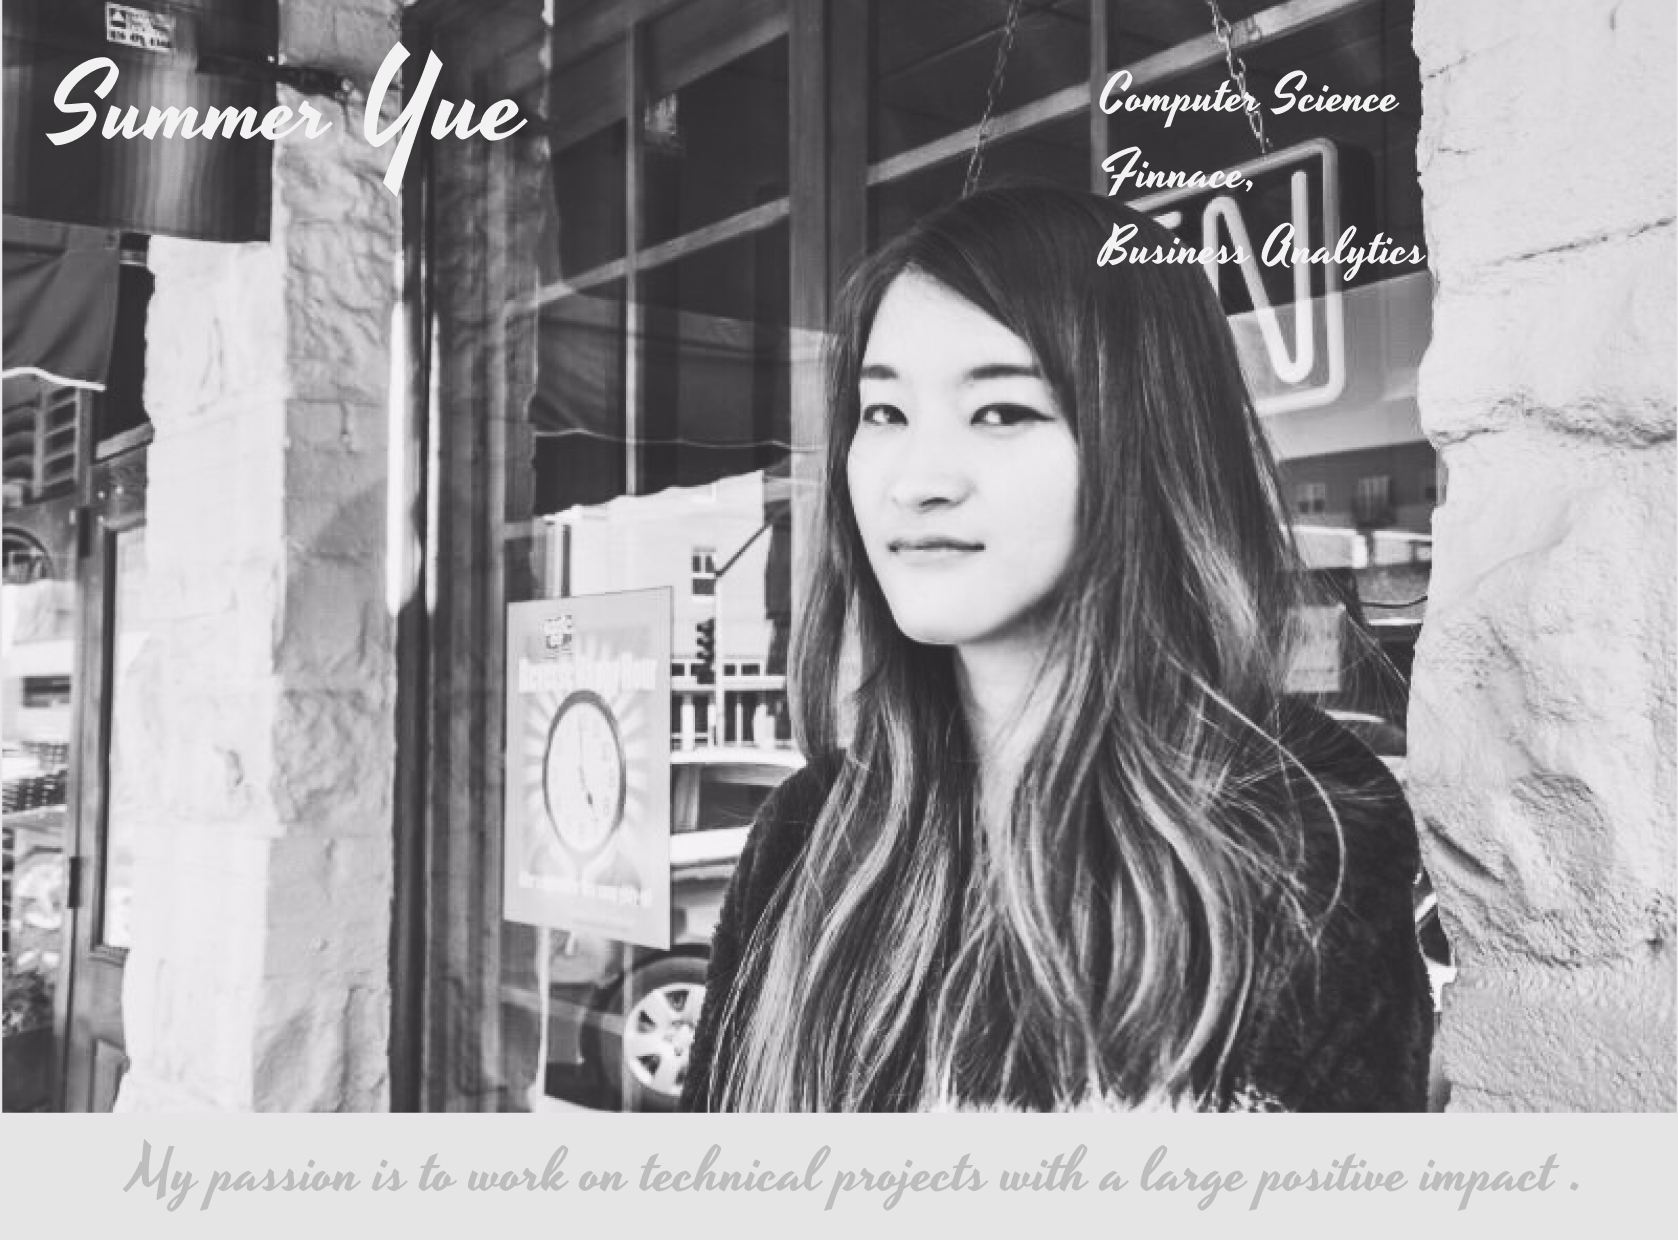 Summer Yue
Computer Science
Finnace,
Business Analytics
My passion is to work on technical projects with a large positive impact .